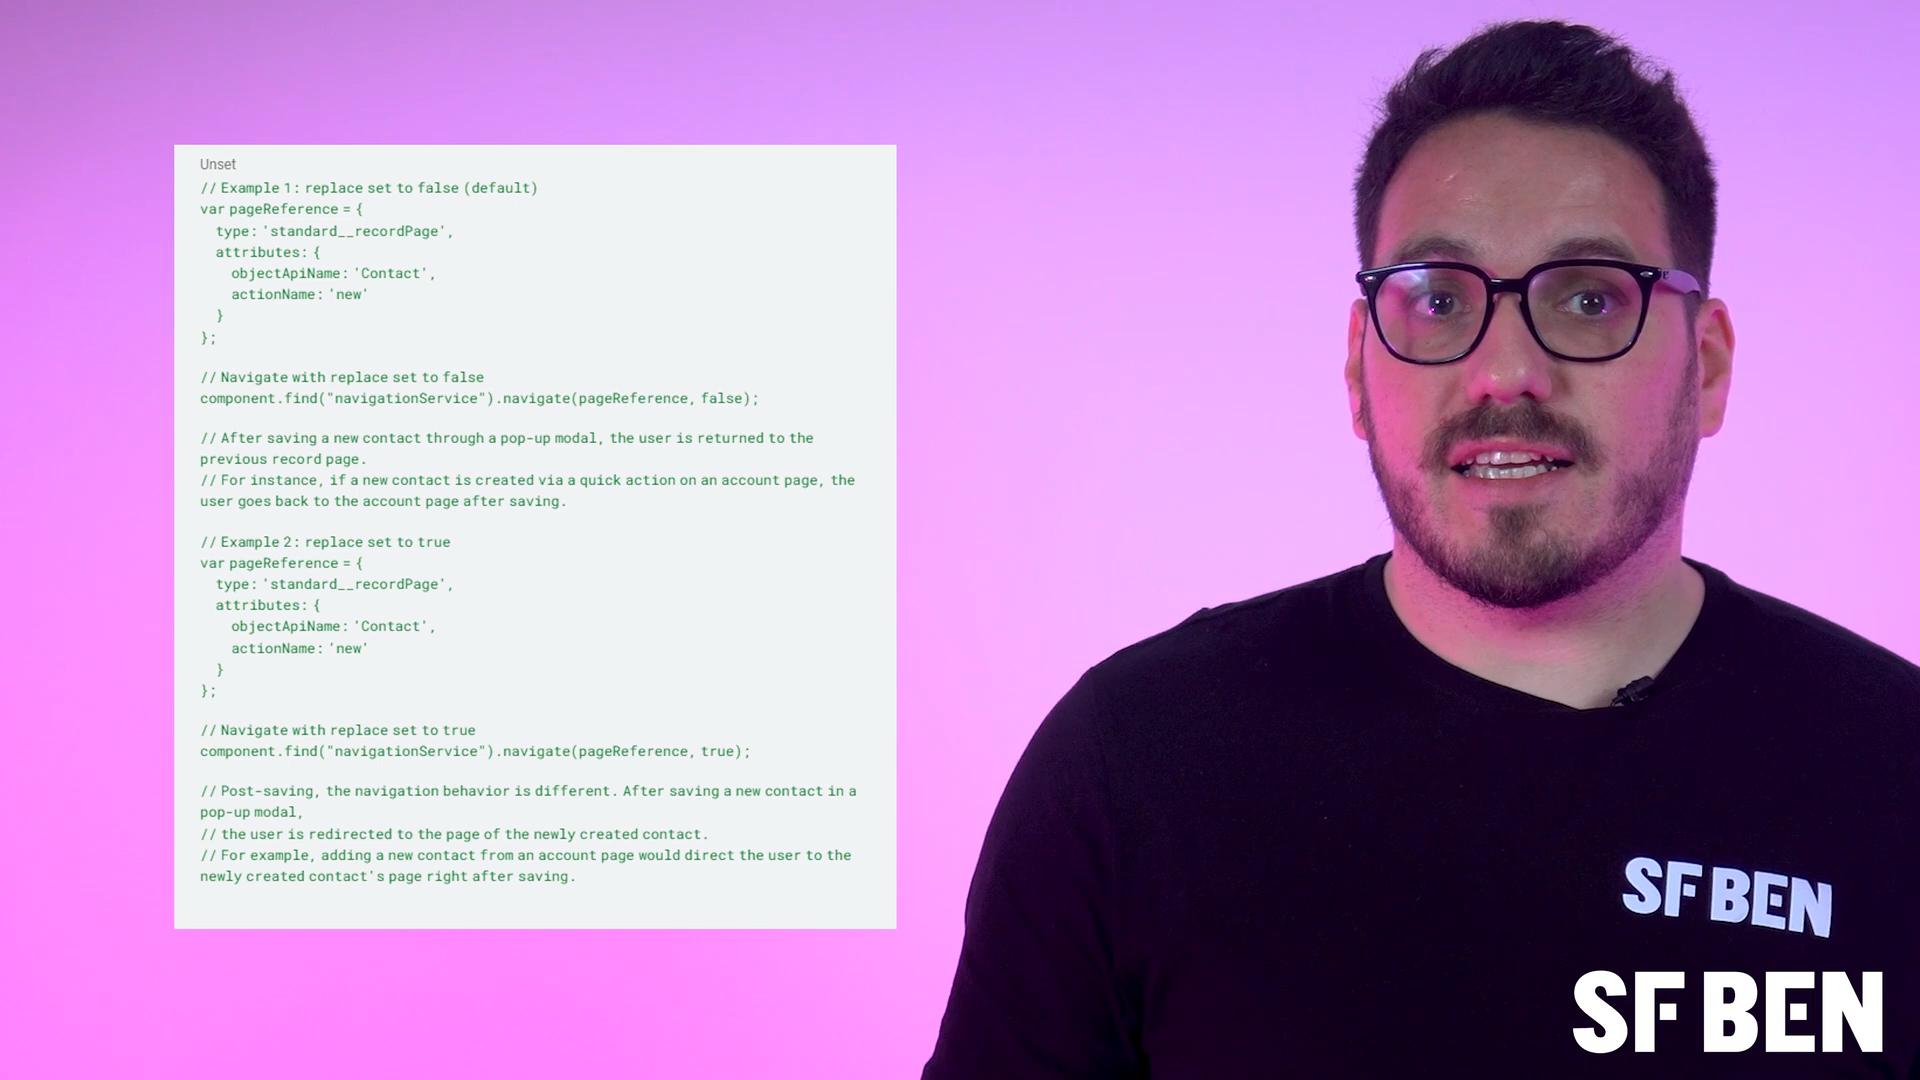 Unset
// Example 1: replace set to false (default)
var pageReference = {
  type: 'standard__recordPage',
  attributes: {
    objectApiName: 'Contact',
    actionName: 'new'
  }
};

// Navigate with replace set to false
component.find("navigationService").navigate(pageReference, false);

// After saving a new contact through a pop-up modal, the user is returned to the
previous record page.
// For instance, if a new contact is created via a quick action on an account page, the
user goes back to the account page after saving.

// Example 2: replace set to true
var pageReference = {
  type: 'standard__recordPage',
  attributes: {
    objectApiName: 'Contact',
    actionName: 'new'
  }
};

// Navigate with replace set to true
component.find("navigationService").navigate(pageReference, true);

// Post-saving, the navigation behavior is different. After saving a new contact in a
pop-up modal,
// the user is redirected to the page of the newly created contact.
// For example, adding a new contact from an account page would direct the user to the
newly created contact's page right after saving.
SF BEN
SF BEN